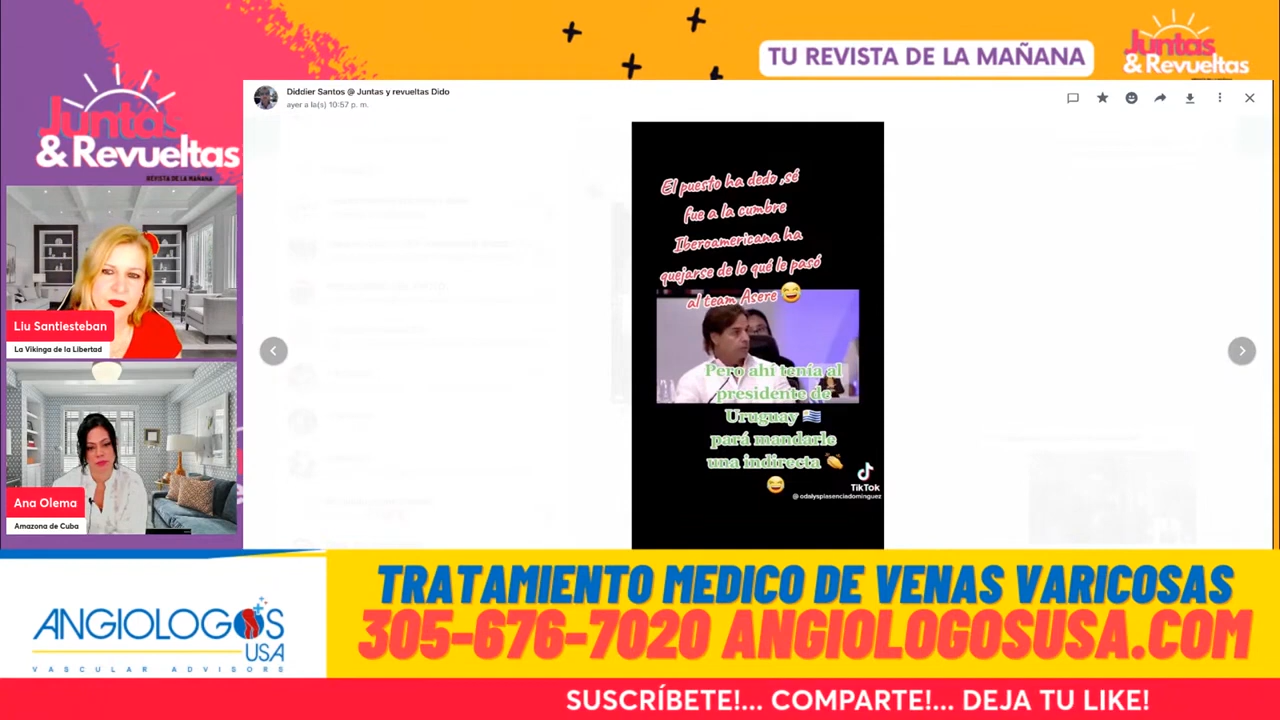 TU REVISTA DE LA MAÑANA
Juntas
& Revueltas
Juntas
& Revueltas
REVISTA DE LA MAÑANA
Diddier Santos @ Juntas y revueltas Dido
ayer a la(s) 10:57 p. m.
El puesto ha dedo ,sé
fue a la cumbre
Iberoamericana ha
quejarse de lo qué le pasó
al team Asere 😂
Pero ahí tenía al
presidente de
Uruguay 🇺🇾
pará mandarle
una indirecta 👏
😂
TikTok
@ odalysplasenciadominguez
Liu Santiesteban
La Vikinga de la Libertad
Ana Olema
Amazona de Cuba
ANGIOLOGOS
USA
VASCULAR ADVISORS
TRATAMIENTO MEDICO DE VENAS VARICOSAS
305-676-7020 ANGIOLOGOSUSA.COM
SUSCRÍBETE!... COMPARTE!... DEJA TU LIKE!